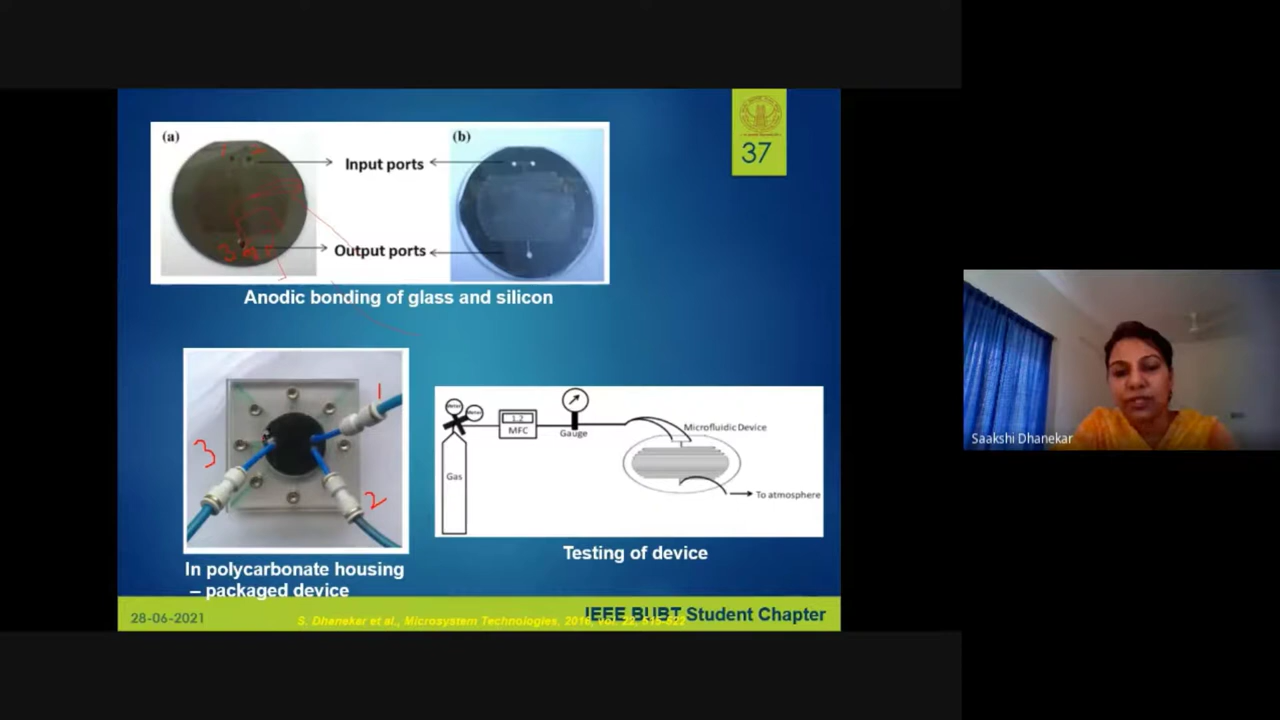 37
(a)
(b)
Input ports
Output ports
Anodic bonding of glass and silicon
3
1
2
In polycarbonate housing
– packaged device
MFC
Gauge
Gas
Microfluidic Device
To atmosphere
Testing of device
28-06-2021
S. Dhanekar et al., Microsystem Technologies,
IEEE BUBT Student Chapter
Saakshi Dhanekar